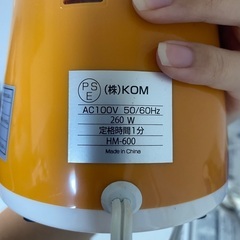 PSE (株)KOM
AC100V 50/60Hz
260 W
定格時間1分
HM-600
Made in China